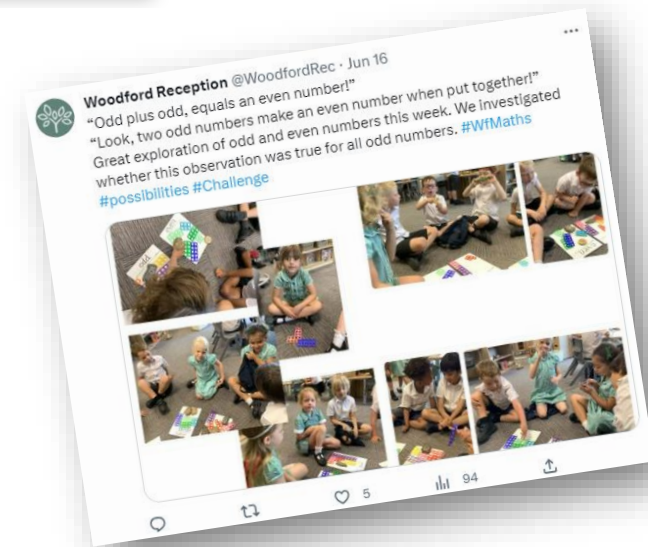 Woodford Reception @WoodfordRec · Jun 16
“Odd plus odd, equals an even number!”
“Look, two odd numbers make an even number when put together!”
Great exploration of odd and even numbers this week. We investigated
whether this observation was true for all odd numbers. #WfMaths
#possibilities #Challenge
5
94